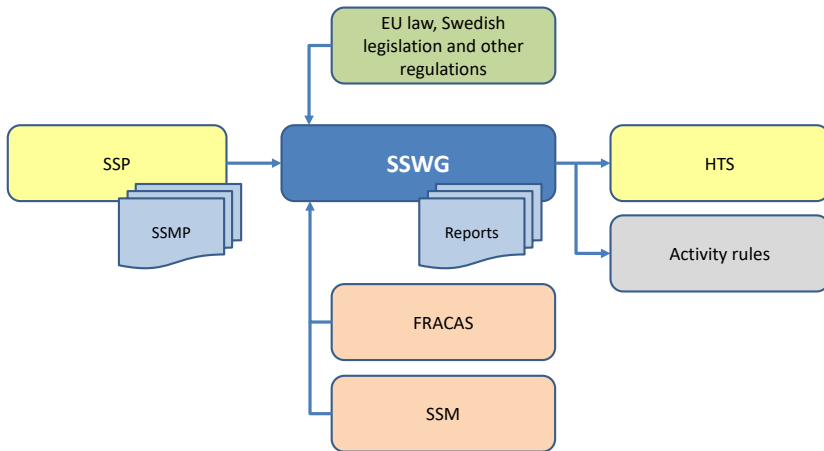 EU law, Swedish
legislation and other
regulations
SSP
SSWG
HTS
SSMP
Reports
Activity rules
FRACAS
SSM